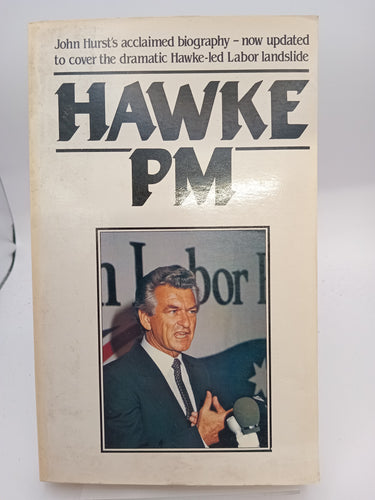 John Hurst's acclaimed biography – now updated
to cover the dramatic Hawke-led Labor landslide
HAWKE
PM
n Labor